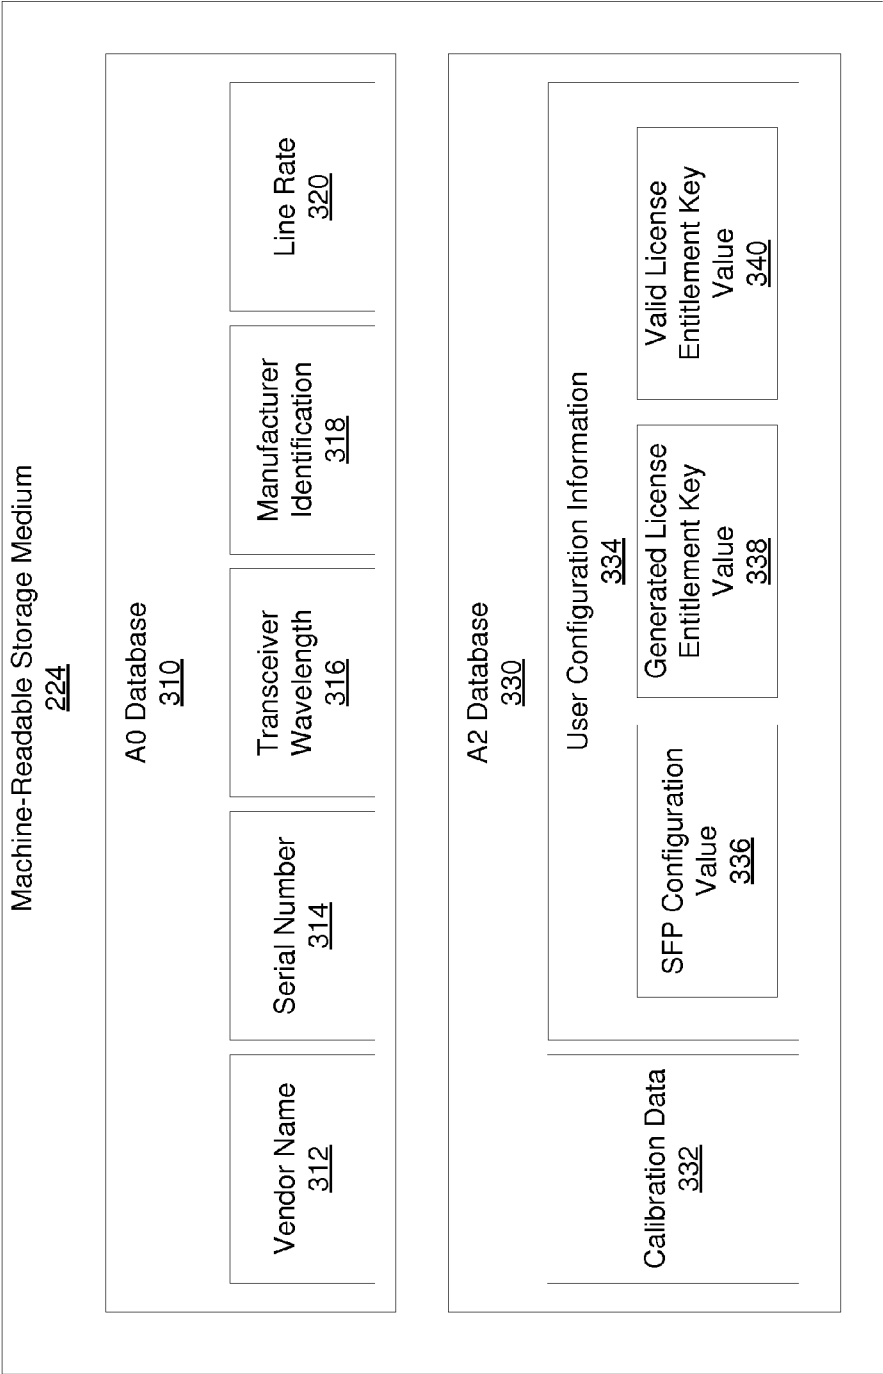 Machine-Readable Storage Medium
224
A0 Database
310
Vendor Name
312
Serial Number
314
Transceiver
Wavelength
316
Manufacturer
Identification
318
Line Rate
320
A2 Database
330
Calibration Data
332
User Configuration Information
334
SFP Configuration
Value
336
Generated License
Entitlement Key
Value
338
Valid License
Entitlement Key
Value
340